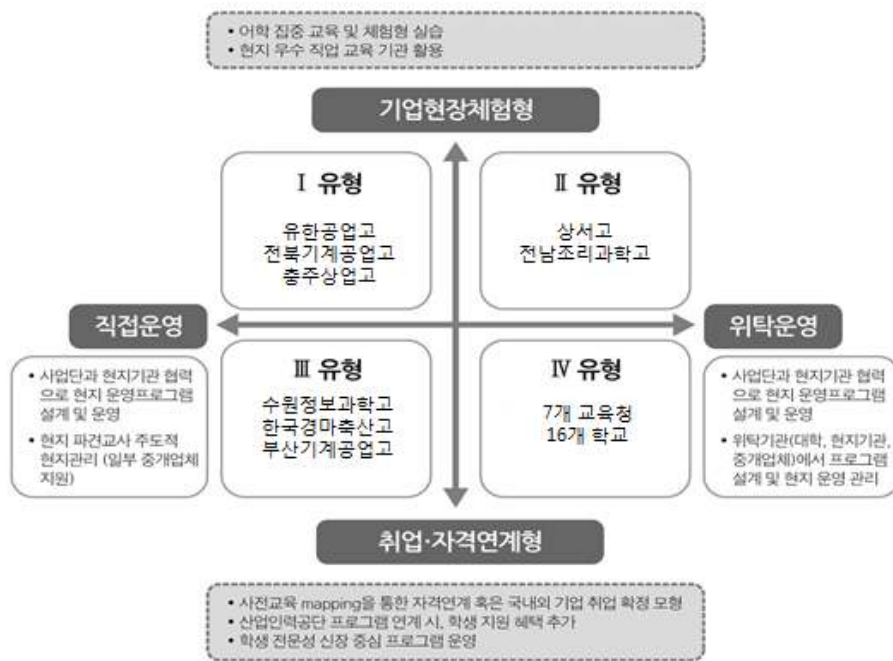 • 어학 집중 교육 및 체험형 실습
• 현지 우수 직업 교육 기관 활용
기업현장체험형
Ⅰ 유형
유한공업고
전북기계공업고
충주상업고
Ⅱ 유형
상서고
전남조리과학고
직접운영
• 사업단과 현지기관 협력
으로 현지 운영프로그램
설계 및 운영
• 현지 파견교사 주도적
현지관리 (일부 중개업체
지원)
위탁운영
• 사업단과 현지기관 협력
으로 현지 운영프로그램
설계 및 운영
• 위탁기관(대학, 현지기관,
중개업체)에서 프로그램
설계 및 현지 운영 관리
Ⅲ 유형
수원정보과학고
한국경마축산고
부산기계공업고
Ⅳ 유형
7개 교육청
16개 학교
취업·자격연계형
• 사전교육 mapping을 통한 자격연계 혹은 국내외 기업 취업 확정 모형
• 산업인력공단 프로그램 연계 시, 학생 지원 혜택 추가
• 학생 전문성 신장 중심 프로그램 운영